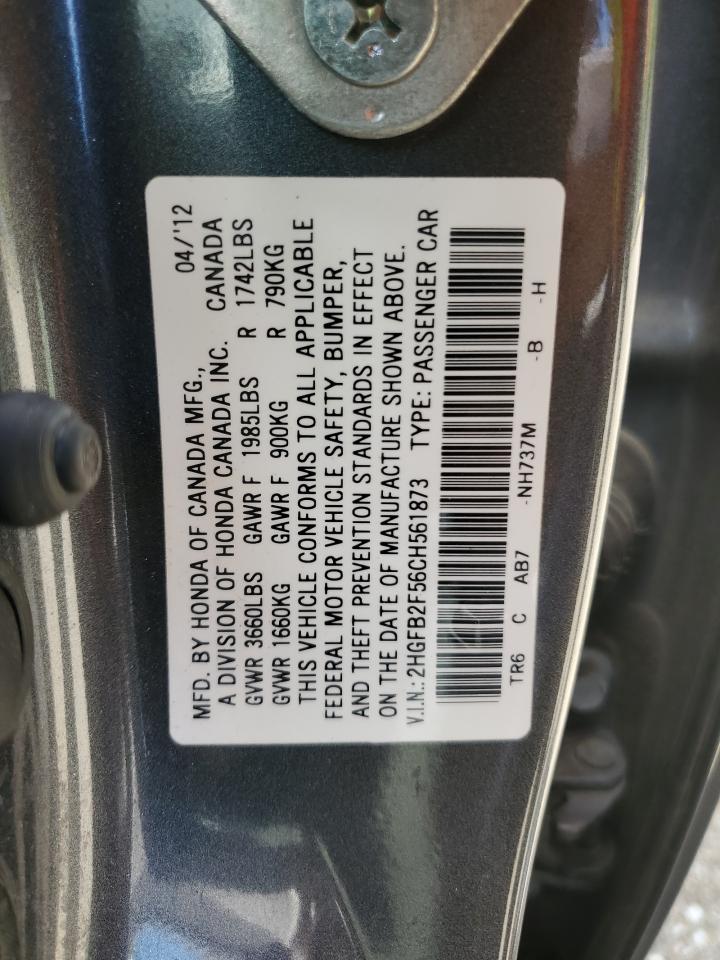 MFD. BY HONDA OF CANADA MFG., 04/'12
A DIVISION OF HONDA CANADA INC. CANADA
GVWR 3660LBS GAWR F 1985LBS R 1742LBS
GVWR 1660KG GAWR F 900KG R 790KG
THIS VEHICLE CONFORMS TO ALL APPLICABLE
FEDERAL MOTOR VEHICLE SAFETY, BUMPER,
AND THEFT PREVENTION STANDARDS IN EFFECT
ON THE DATE OF MANUFACTURE SHOWN ABOVE.
V.I.N.: 2HGFB2F56CH561873 TYPE: PASSENGER CAR
TR6 C AB7 -NH737M -B -H